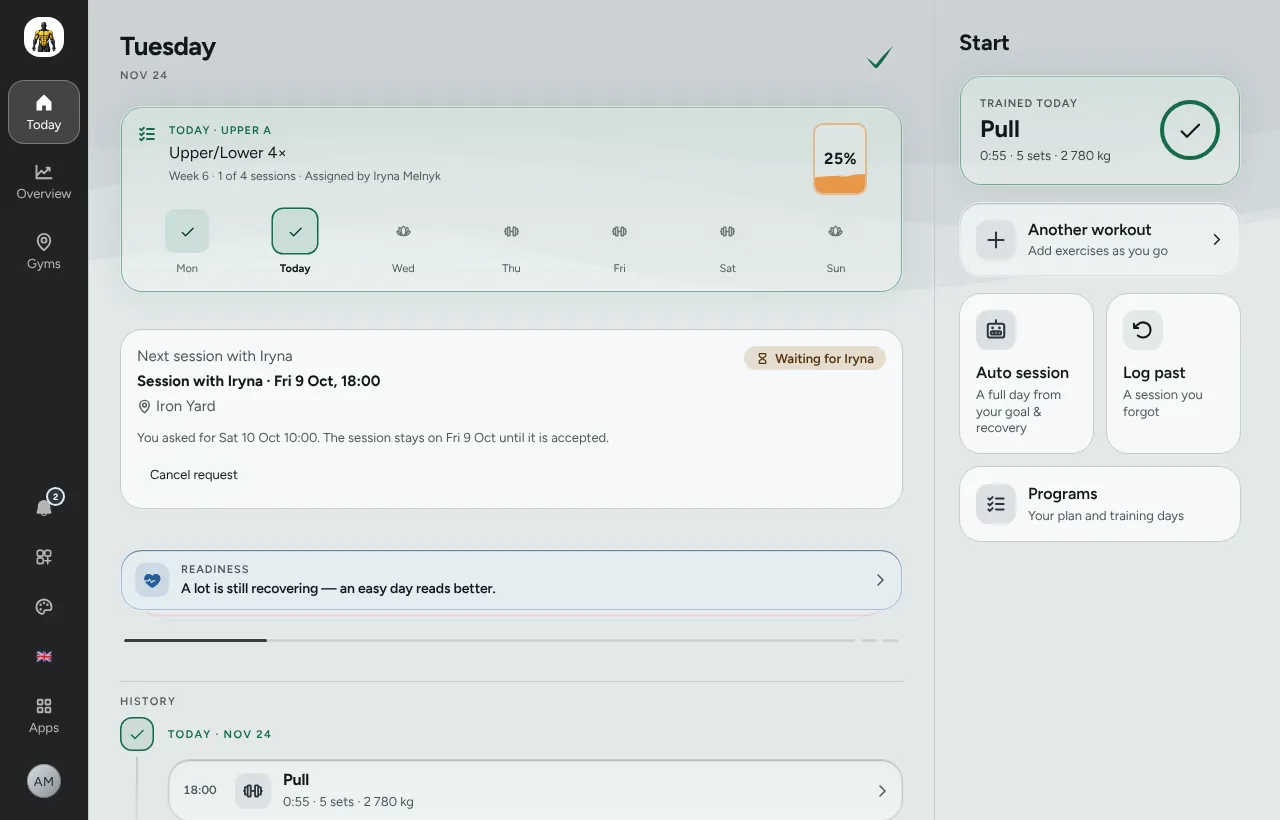 Today
Overview
Gyms
2
Apps
AM
Tuesday
NOV 24
TODAY · UPPER A
Upper/Lower 4×
Week 6 · 1 of 4 sessions · Assigned by Iryna Melnyk
25%
Mon
Today
Wed
Thu
Fri
Sat
Sun
Next session with Iryna
Waiting for Iryna
Session with Iryna · Fri 9 Oct, 18:00
Iron Yard
You asked for Sat 10 Oct 10:00. The session stays on Fri 9 Oct until it is accepted.
Cancel request
READINESS
A lot is still recovering — an easy day reads better.
HISTORY
TODAY · NOV 24
18:00
Pull
0:55 · 5 sets · 2 780 kg
Start
TRAINED TODAY
Pull
0:55 · 5 sets · 2 780 kg
Another workout
Add exercises as you go
Auto session
A full day from
your goal &
recovery
Log past
A session you
forgot
Programs
Your plan and training days